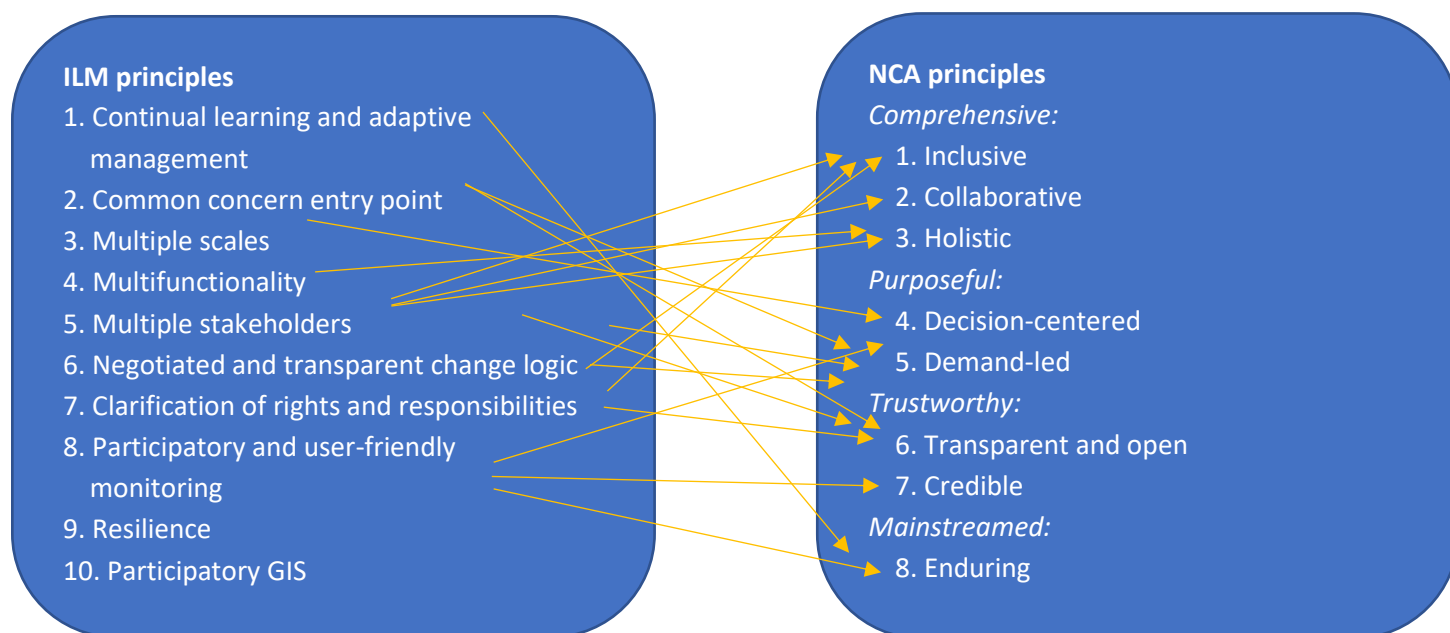 ILM principles
1. Continual learning and adaptive
management
2. Common concern entry point
3. Multiple scales
4. Multifunctionality
5. Multiple stakeholders
6. Negotiated and transparent change logic
7. Clarification of rights and responsibilities
8. Participatory and user-friendly
monitoring
9. Resilience
10. Participatory GIS
NCA principles
Comprehensive:
1. Inclusive
2. Collaborative
3. Holistic
Purposeful:
4. Decision-centered
5. Demand-led
Trustworthy:
6. Transparent and open
7. Credible
Mainstreamed:
8. Enduring